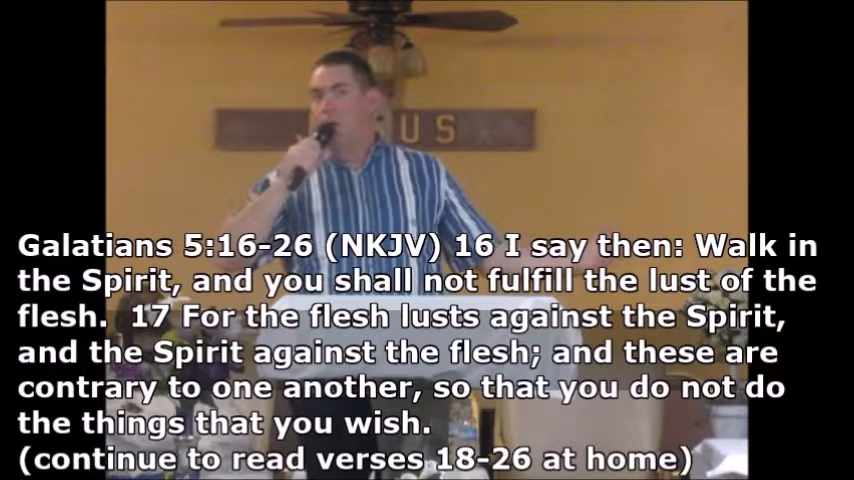 US
Galatians 5:16-26 (NKJV) 16 I say then: Walk in
the Spirit, and you shall not fulfill the lust of the
flesh.  17 For the flesh lusts against the Spirit,
and the Spirit against the flesh; and these are
contrary to one another, so that you do not do
the things that you wish.
(continue to read verses 18-26 at home)